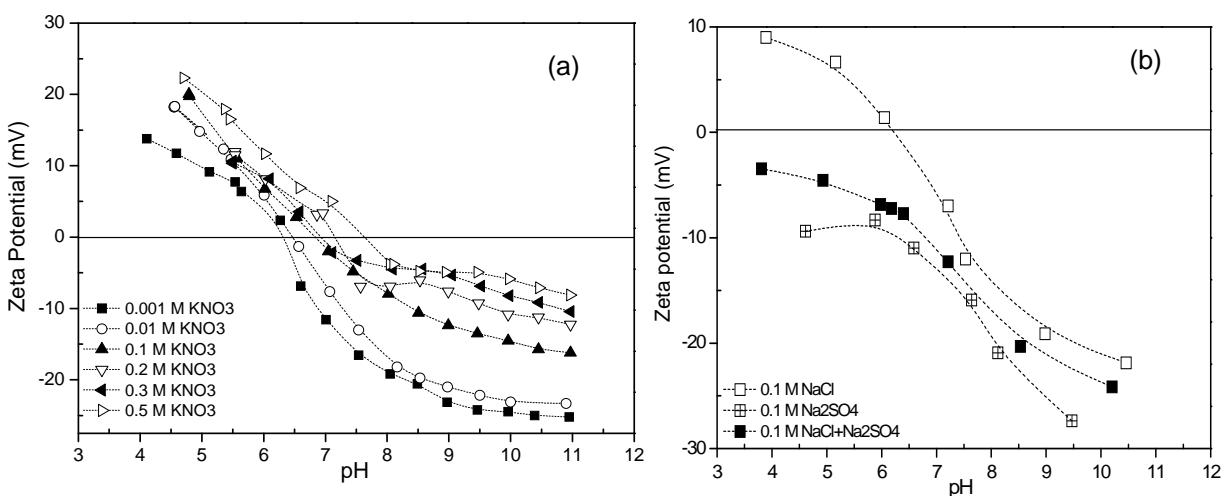 (a)
Zeta Potential (mV)
30
20
10
0
-10
-20
0.001 M KNO3
0.01 M KNO3
0.1 M KNO3
0.2 M KNO3
0.3 M KNO3
0.5 M KNO3
2 3 4 5 6 7 8 9 10 11 12
pH
(b)
Zeta potential (mV)
10
0
-10
-20
-30
0.1 M NaCl
0.1 M Na2SO4
0.1 M NaCl+Na2SO4
3 4 5 6 7 8 9 10 11 12
pH